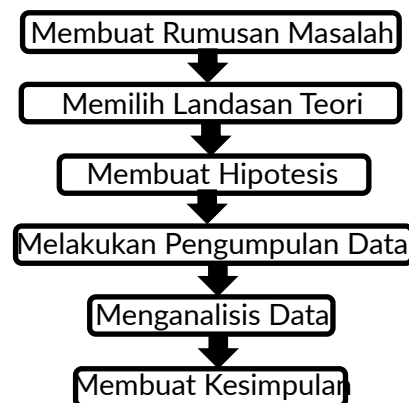 Membuat Rumusan Masalah
Memilih Landasan Teori
Membuat Hipotesis
Melakukan Pengumpulan Data
Menganalisis Data
Membuat Kesimpulan